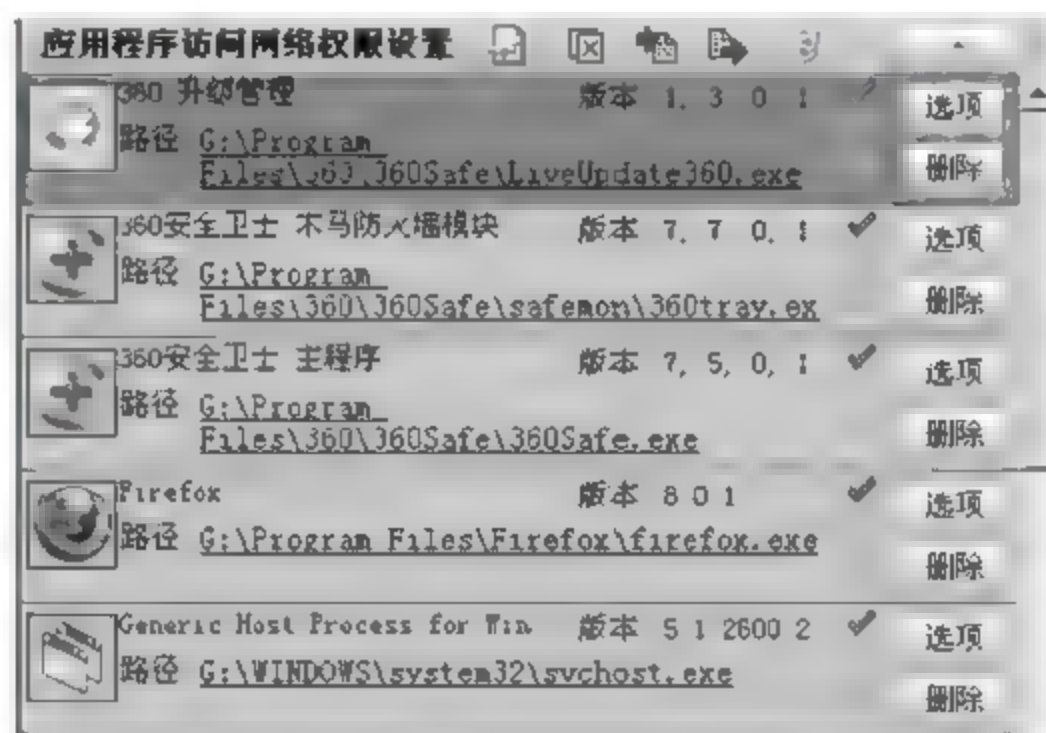 应用程序访问网络权限设置
360 升级管理 版本 1. 3 0 1 选项
路径 G:\Program
Files\360\360Safe\LiveUpdate360.exe 删除
360安全卫士 木马防火墙模块 版本 7. 7 0. 1 选项
路径 G:\Program
Files\360\360Safe\safemon\360tray.ex 删除
360安全卫士 主程序 版本 7, 5, 0, 1 选项
路径 G:\Program
Files\360\360Safe\360Safe.exe 删除
Firefox 版本 8 0 1 选项
路径 G:\Program Files\Firefox\firefox.exe
删除
Generic Host Process for Win 版本 5 1 2600 2 选项
路径 G:\WINDOWS\system32\svchost.exe
删除